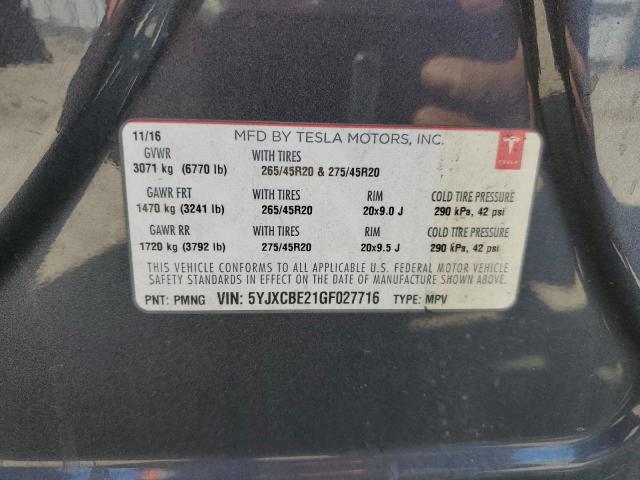 11/16 MFD BY TESLA MOTORS, INC.
TESLA
GVWR WITH TIRES
3071 kg (6770 lb) 265/45R20 & 275/45R20
GAWR FRT WITH TIRES RIM COLD TIRE PRESSURE
1470 kg (3241 lb) 265/45R20 20x9.0 J 290 kPa, 42 psi
GAWR RR WITH TIRES RIM COLD TIRE PRESSURE
1720 kg (3792 lb) 275/45R20 20x9.5 J 290 kPa, 42 psi
THIS VEHICLE CONFORMS TO ALL APPLICABLE U.S. FEDERAL MOTOR VEHICLE
SAFETY STANDARDS IN EFFECT ON THE DATE OF MANUFACTURE SHOWN ABOVE.
PNT: PMNG VIN: 5YJXCBE21GF027716 TYPE: MPV